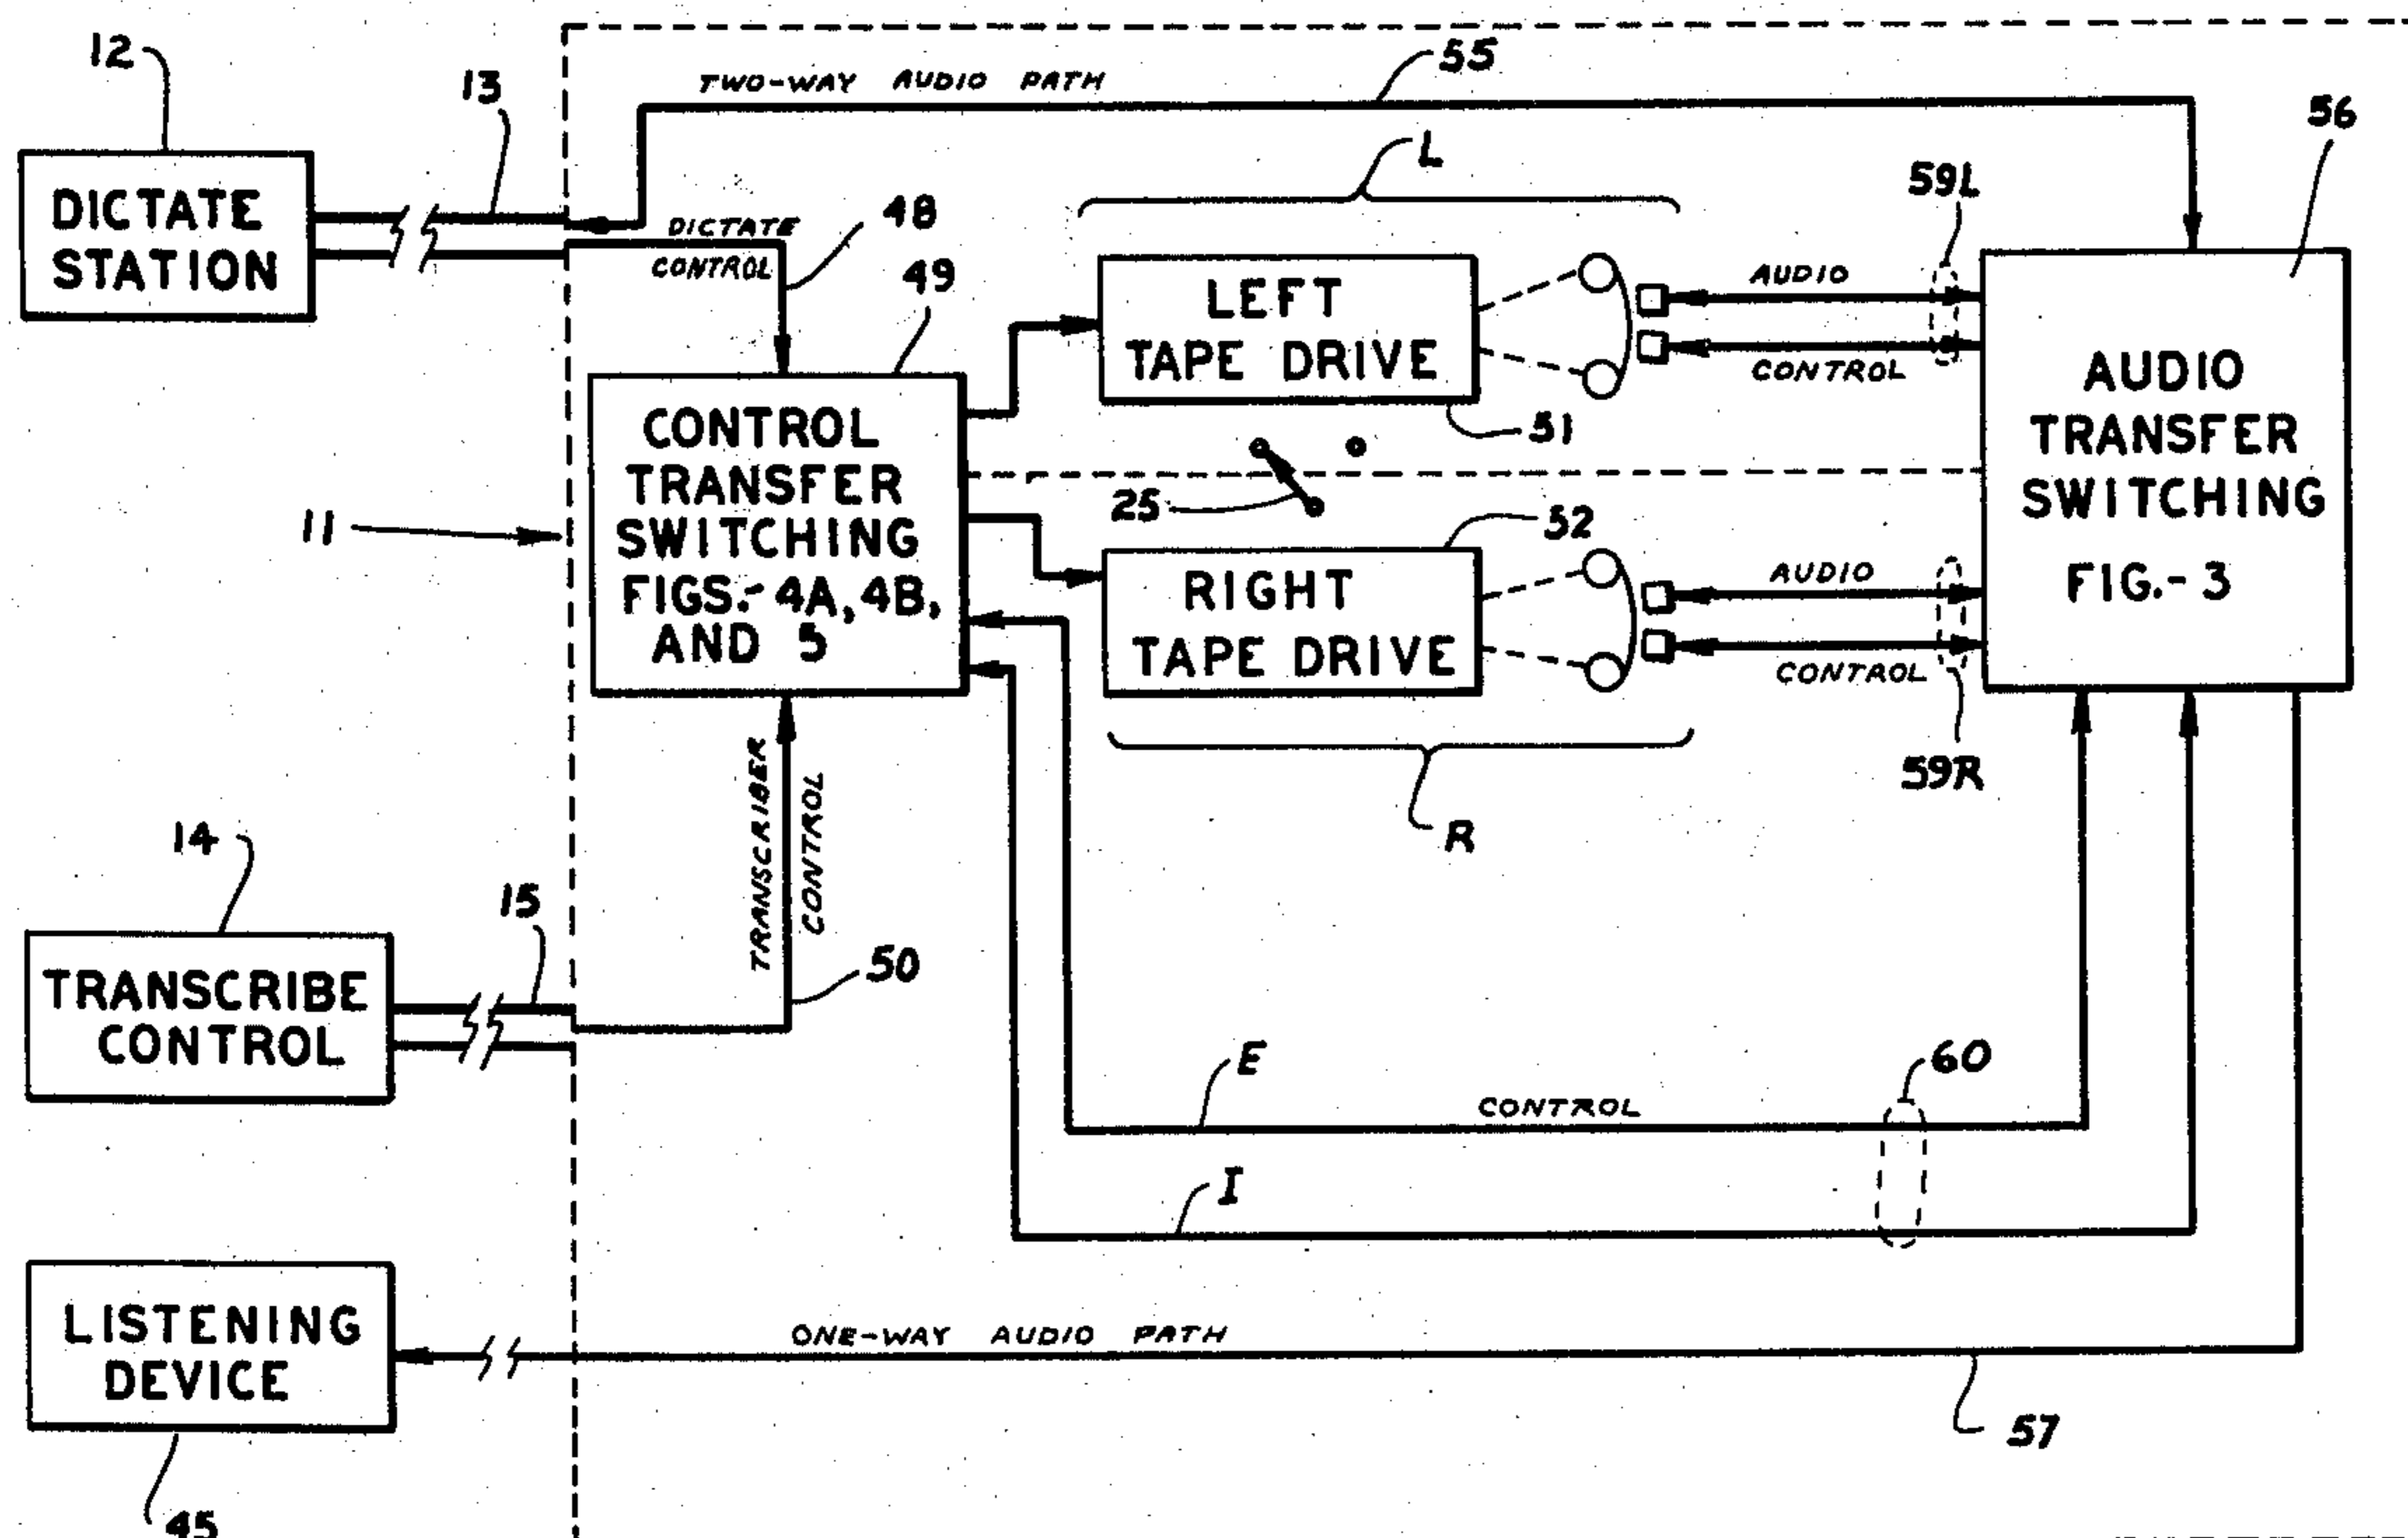 12
13
TWO-WAY AUDIO PATH
55
56
L
59L
DICTATE
STATION
DICTATE
CONTROL
48
49
LEFT
TAPE DRIVE
AUDIO
CONTROL
51
CONTROL
TRANSFER
SWITCHING
FIGS.-4A,4B,
AND 5
AUDIO
TRANSFER
SWITCHING
FIG.-3
11
25
52
RIGHT
TAPE DRIVE
AUDIO
CONTROL
59R
R
TRANSCRIBER
CONTROL
14
15
50
TRANSCRIBE
CONTROL
E
CONTROL
60
I
LISTENING
DEVICE
ONE-WAY AUDIO PATH
57
45